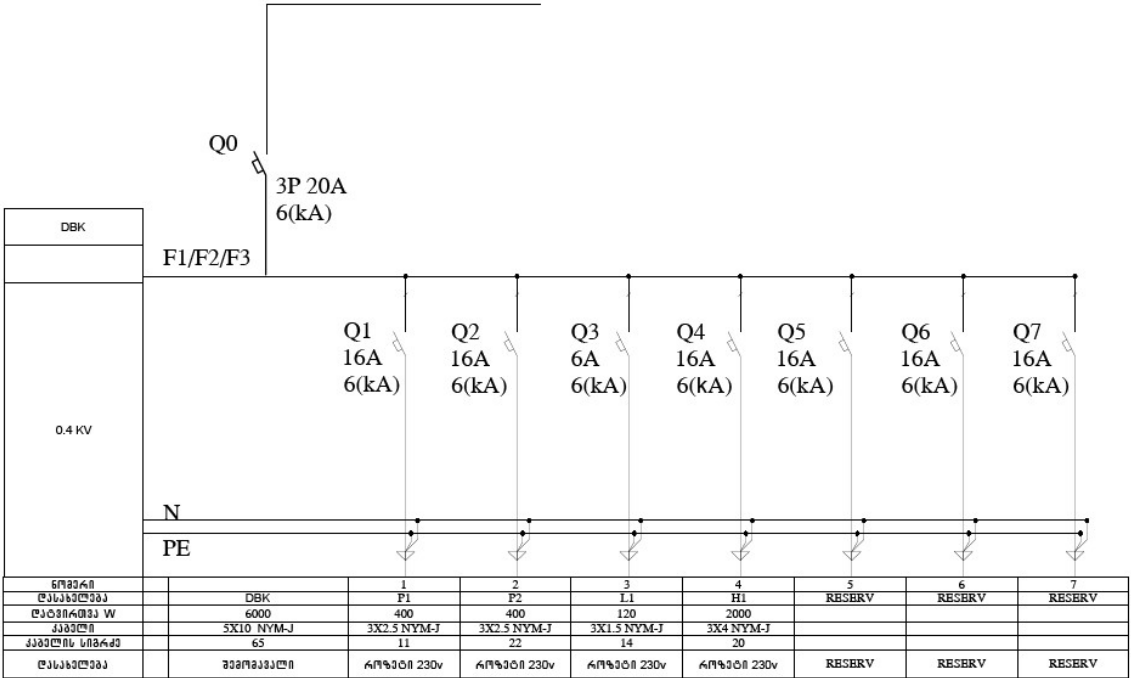 Q0
3P 20A
6(kA)
DBK
F1/F2/F3
Q1
16A
6(kA)
Q2
16A
6(kA)
Q3
6A
6(kA)
Q4
16A
6(kA)
Q5
16A
6(kA)
Q6
16A
6(kA)
Q7
16A
6(kA)
0.4 KV
N
PE
ნომერი 1 2 3 4 5 6 7
დასახელება DBK P1 P2 L1 H1 RESERV RESERV RESERV
დატვირთვა W 6000 400 400 120 2000
კაბელი 5X10 NYM-J 3X2.5 NYM-J 3X2.5 NYM-J 3X1.5 NYM-J 3X4 NYM-J
კაბელის სიგრძე 65 11 22 14 20
დასახელება შემომავალი როზეტი 230v როზეტი 230v როზეტი 230v როზეტი 230v RESERV RESERV RESERV